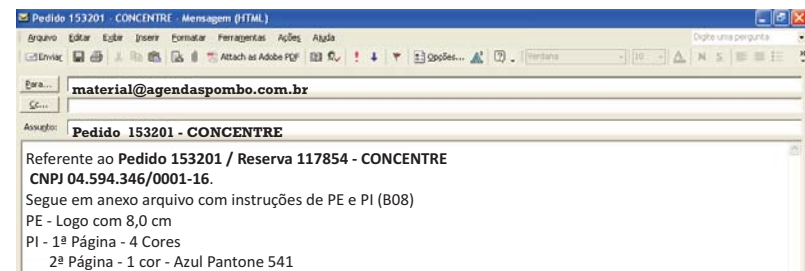 Pedido 153201 - CONCENTRE - Mensagem (HTML)
Arquivo Editar Exibir Inserir Formatar Ferramentas Ações Ajuda
Digite uma pergunta
Enviar Attach as Adobe PDF Opções... Verdana 10 N S
Para... material@agendaspombo.com.br
Cc...
Assunto: Pedido 153201 - CONCENTRE
Referente ao Pedido 153201 / Reserva 117854 - CONCENTRE
CNPJ 04.594.346/0001-16.
Segue em anexo arquivo com instruções de PE e PI (B08)
PE - Logo com 8,0 cm
PI - 1ª Página - 4 Cores
2ª Página - 1 cor - Azul Pantone 541